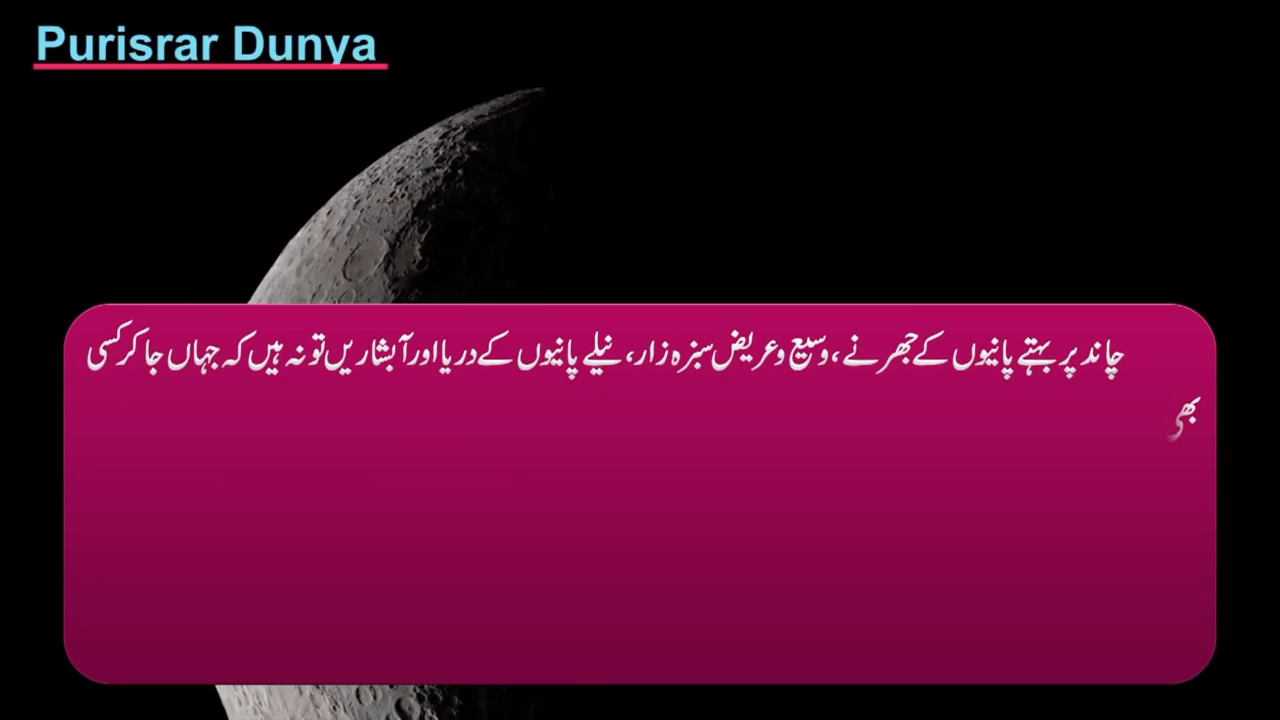 Purisrar Dunya
چاند پر بہتے پانیوں کے جھرنے، وسیع و عریض سبزہ زار، نیلے پانیوں کے دریا اور آبشاریں تو نہ ہیں کہ جہاں جا کر کسی
بھی